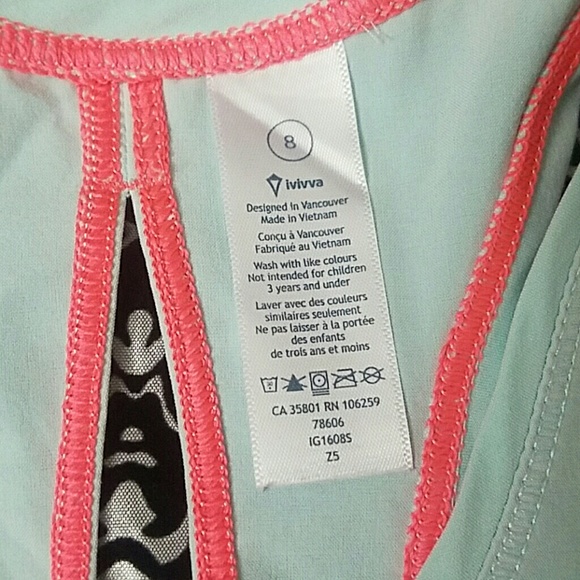 8
ivivva
Designed in Vancouver
Made in Vietnam
Conçu à Vancouver
Fabriqué au Vietnam
Wash with like colours
Not intended for children
3 years and under
Laver avec des couleurs
similaires seulement
Ne pas laisser à la portée
des enfants
de trois ans et moins
CA 35801 RN 106259
78606
IG1608S
Z5